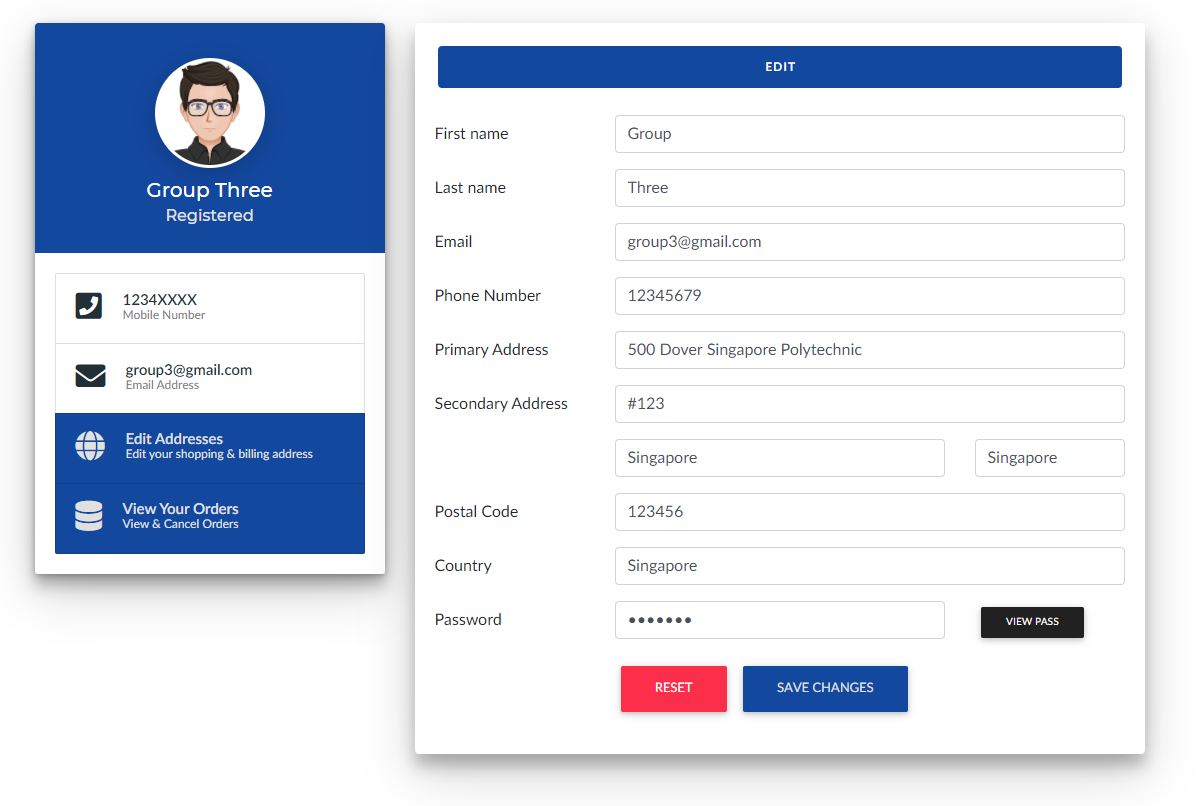 Group Three
Registered
1234XXXX
Mobile Number
group3@gmail.com
Email Address
Edit Addresses
Edit your shopping & billing address
View Your Orders
View & Cancel Orders
EDIT
First name
Group
Last name
Three
Email
group3@gmail.com
Phone Number
12345679
Primary Address
500 Dover Singapore Polytechnic
Secondary Address
#123
Singapore
Singapore
Postal Code
123456
Country
Singapore
Password
•••••••
VIEW PASS
RESET
SAVE CHANGES